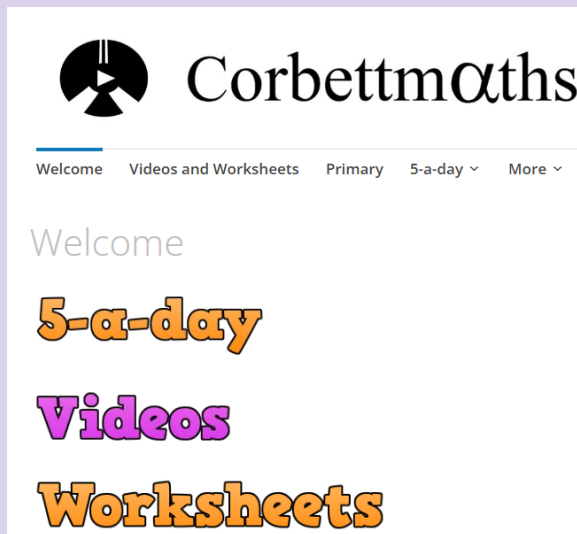 Corbettmαths
Welcome Videos and Worksheets Primary 5-a-day More
Welcome
5-a-day
Videos
Worksheets